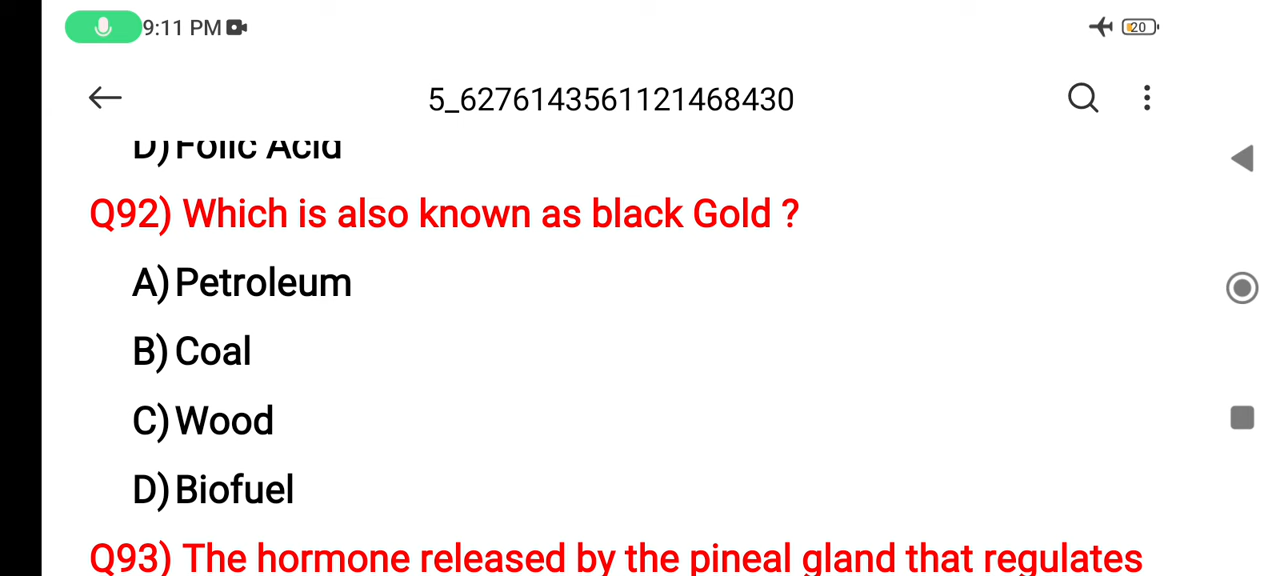 9:11 PM
20
5_6276143561121468430
D) Folic Acid
Q92) Which is also known as black Gold ?
A) Petroleum
B) Coal
C) Wood
D) Biofuel
Q93) The hormone released by the pineal gland that regulates